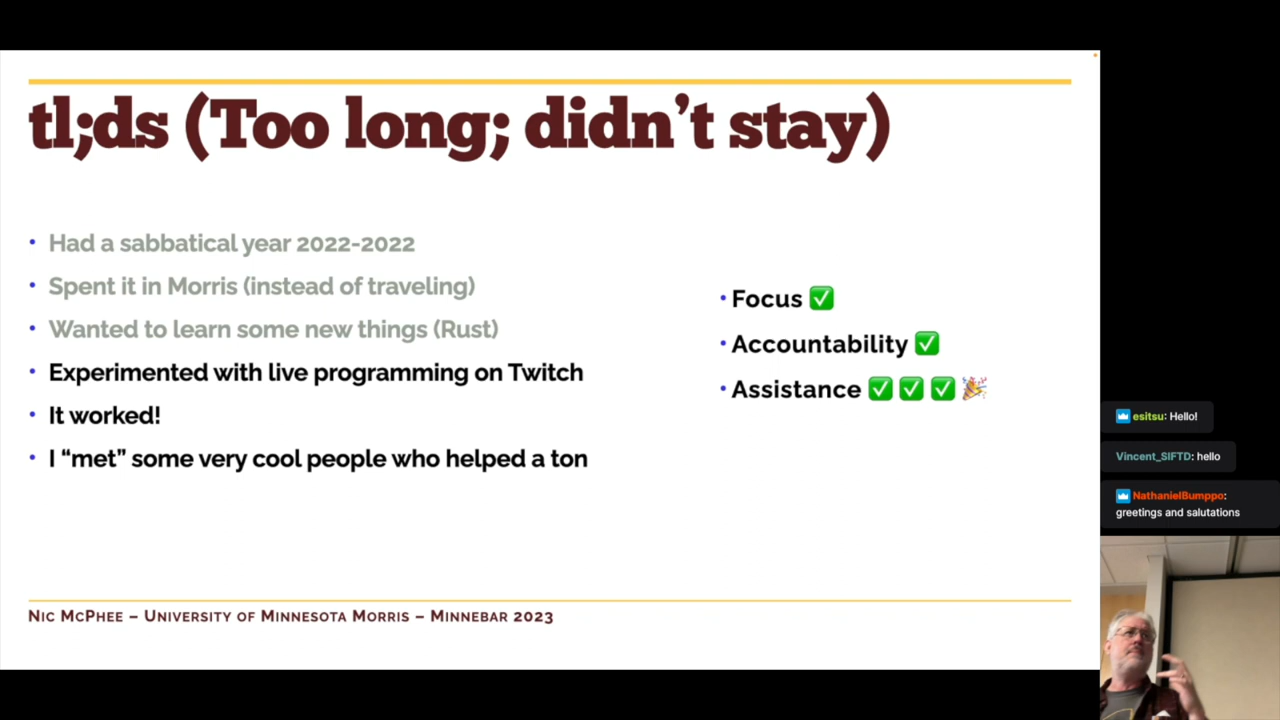 tl;ds (Too long; didn’t stay)
• Had a sabbatical year 2022-2022
• Spent it in Morris (instead of traveling)
• Wanted to learn some new things (Rust)
• Experimented with live programming on Twitch
• It worked!
• I “met” some very cool people who helped a ton
• Focus ✅
• Accountability ✅
• Assistance ✅ ✅ ✅ 🎉
Nic McPhee – University of Minnesota Morris – Minnebar 2023
esitsu: Hello!
Vincent_SIFTD: hello
NathanielBumppo:
greetings and salutations